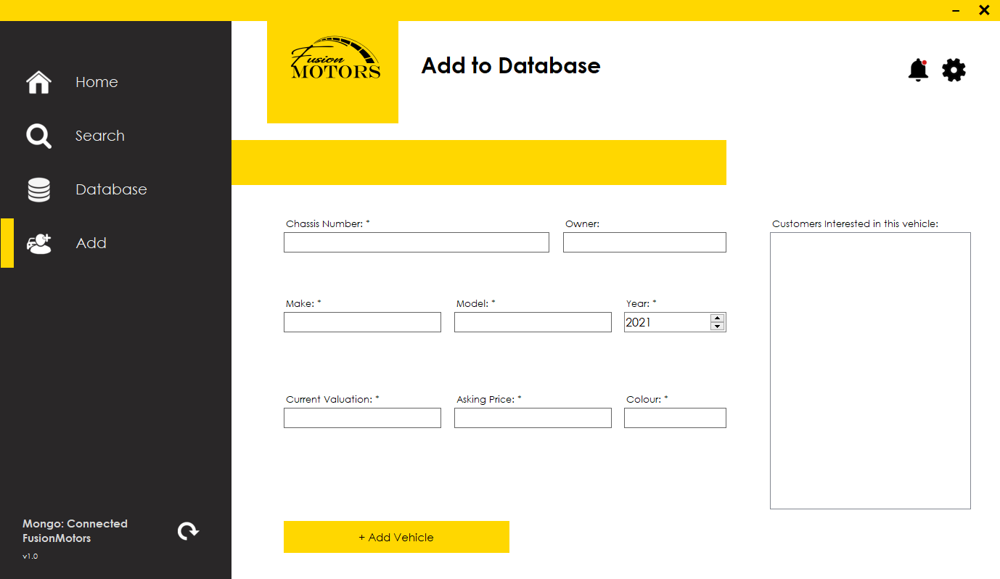 Fusion
MOTORS
Add to Database
Home
Search
Database
Add
Chassis Number: *
Owner:
Customers Interested in this vehicle:
Make: *
Model: *
Year: *
2021
Current Valuation: *
Asking Price: *
Colour: *
+ Add Vehicle
Mongo: Connected
FusionMotors
v1.0